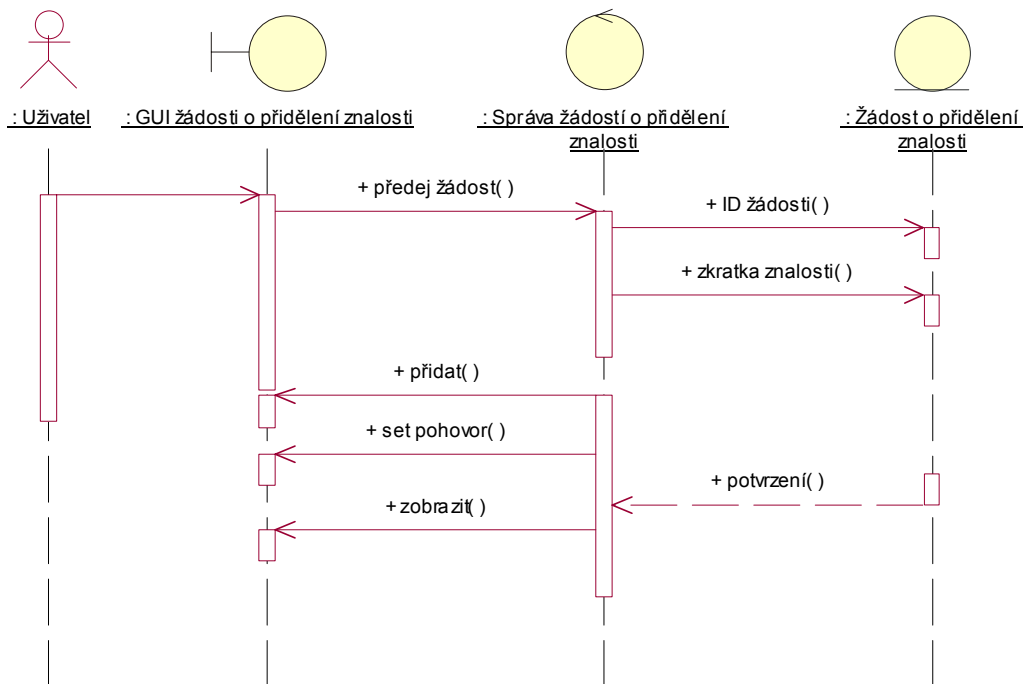 : Uživatel
: GUI žádosti o přidělení znalosti
: Správa žádostí o přidělení
znalosti
: Žádost o přidělení
znalosti
+ předej žádost( )
+ ID žádosti( )
+ zkratka znalosti( )
+ přidat( )
+ set pohovor( )
+ potvrzení( )
+ zobrazit( )